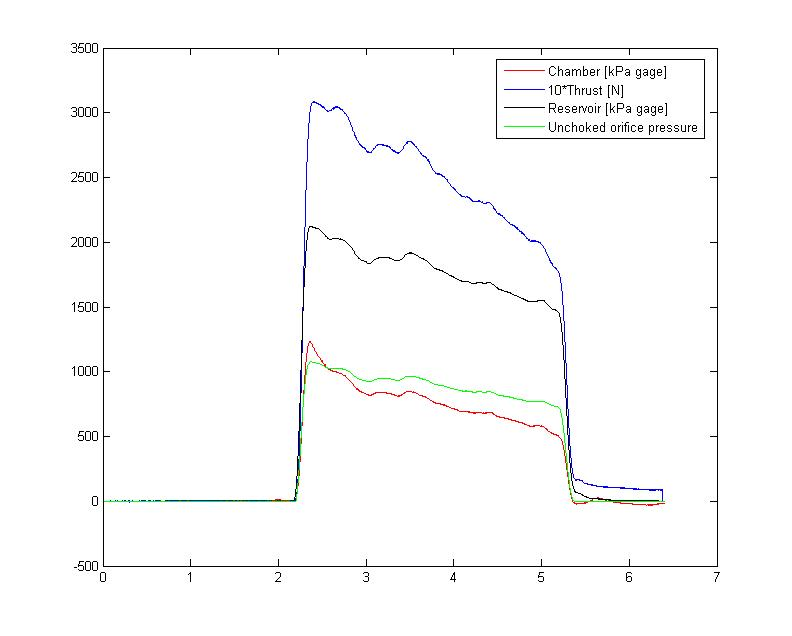 3500
3000
2500
2000
1500
1000
500
0
-500
0 1 2 3 4 5 6 7
Chamber [kPa gage]
10*Thrust [N]
Reservoir [kPa gage]
Unchoked orifice pressure